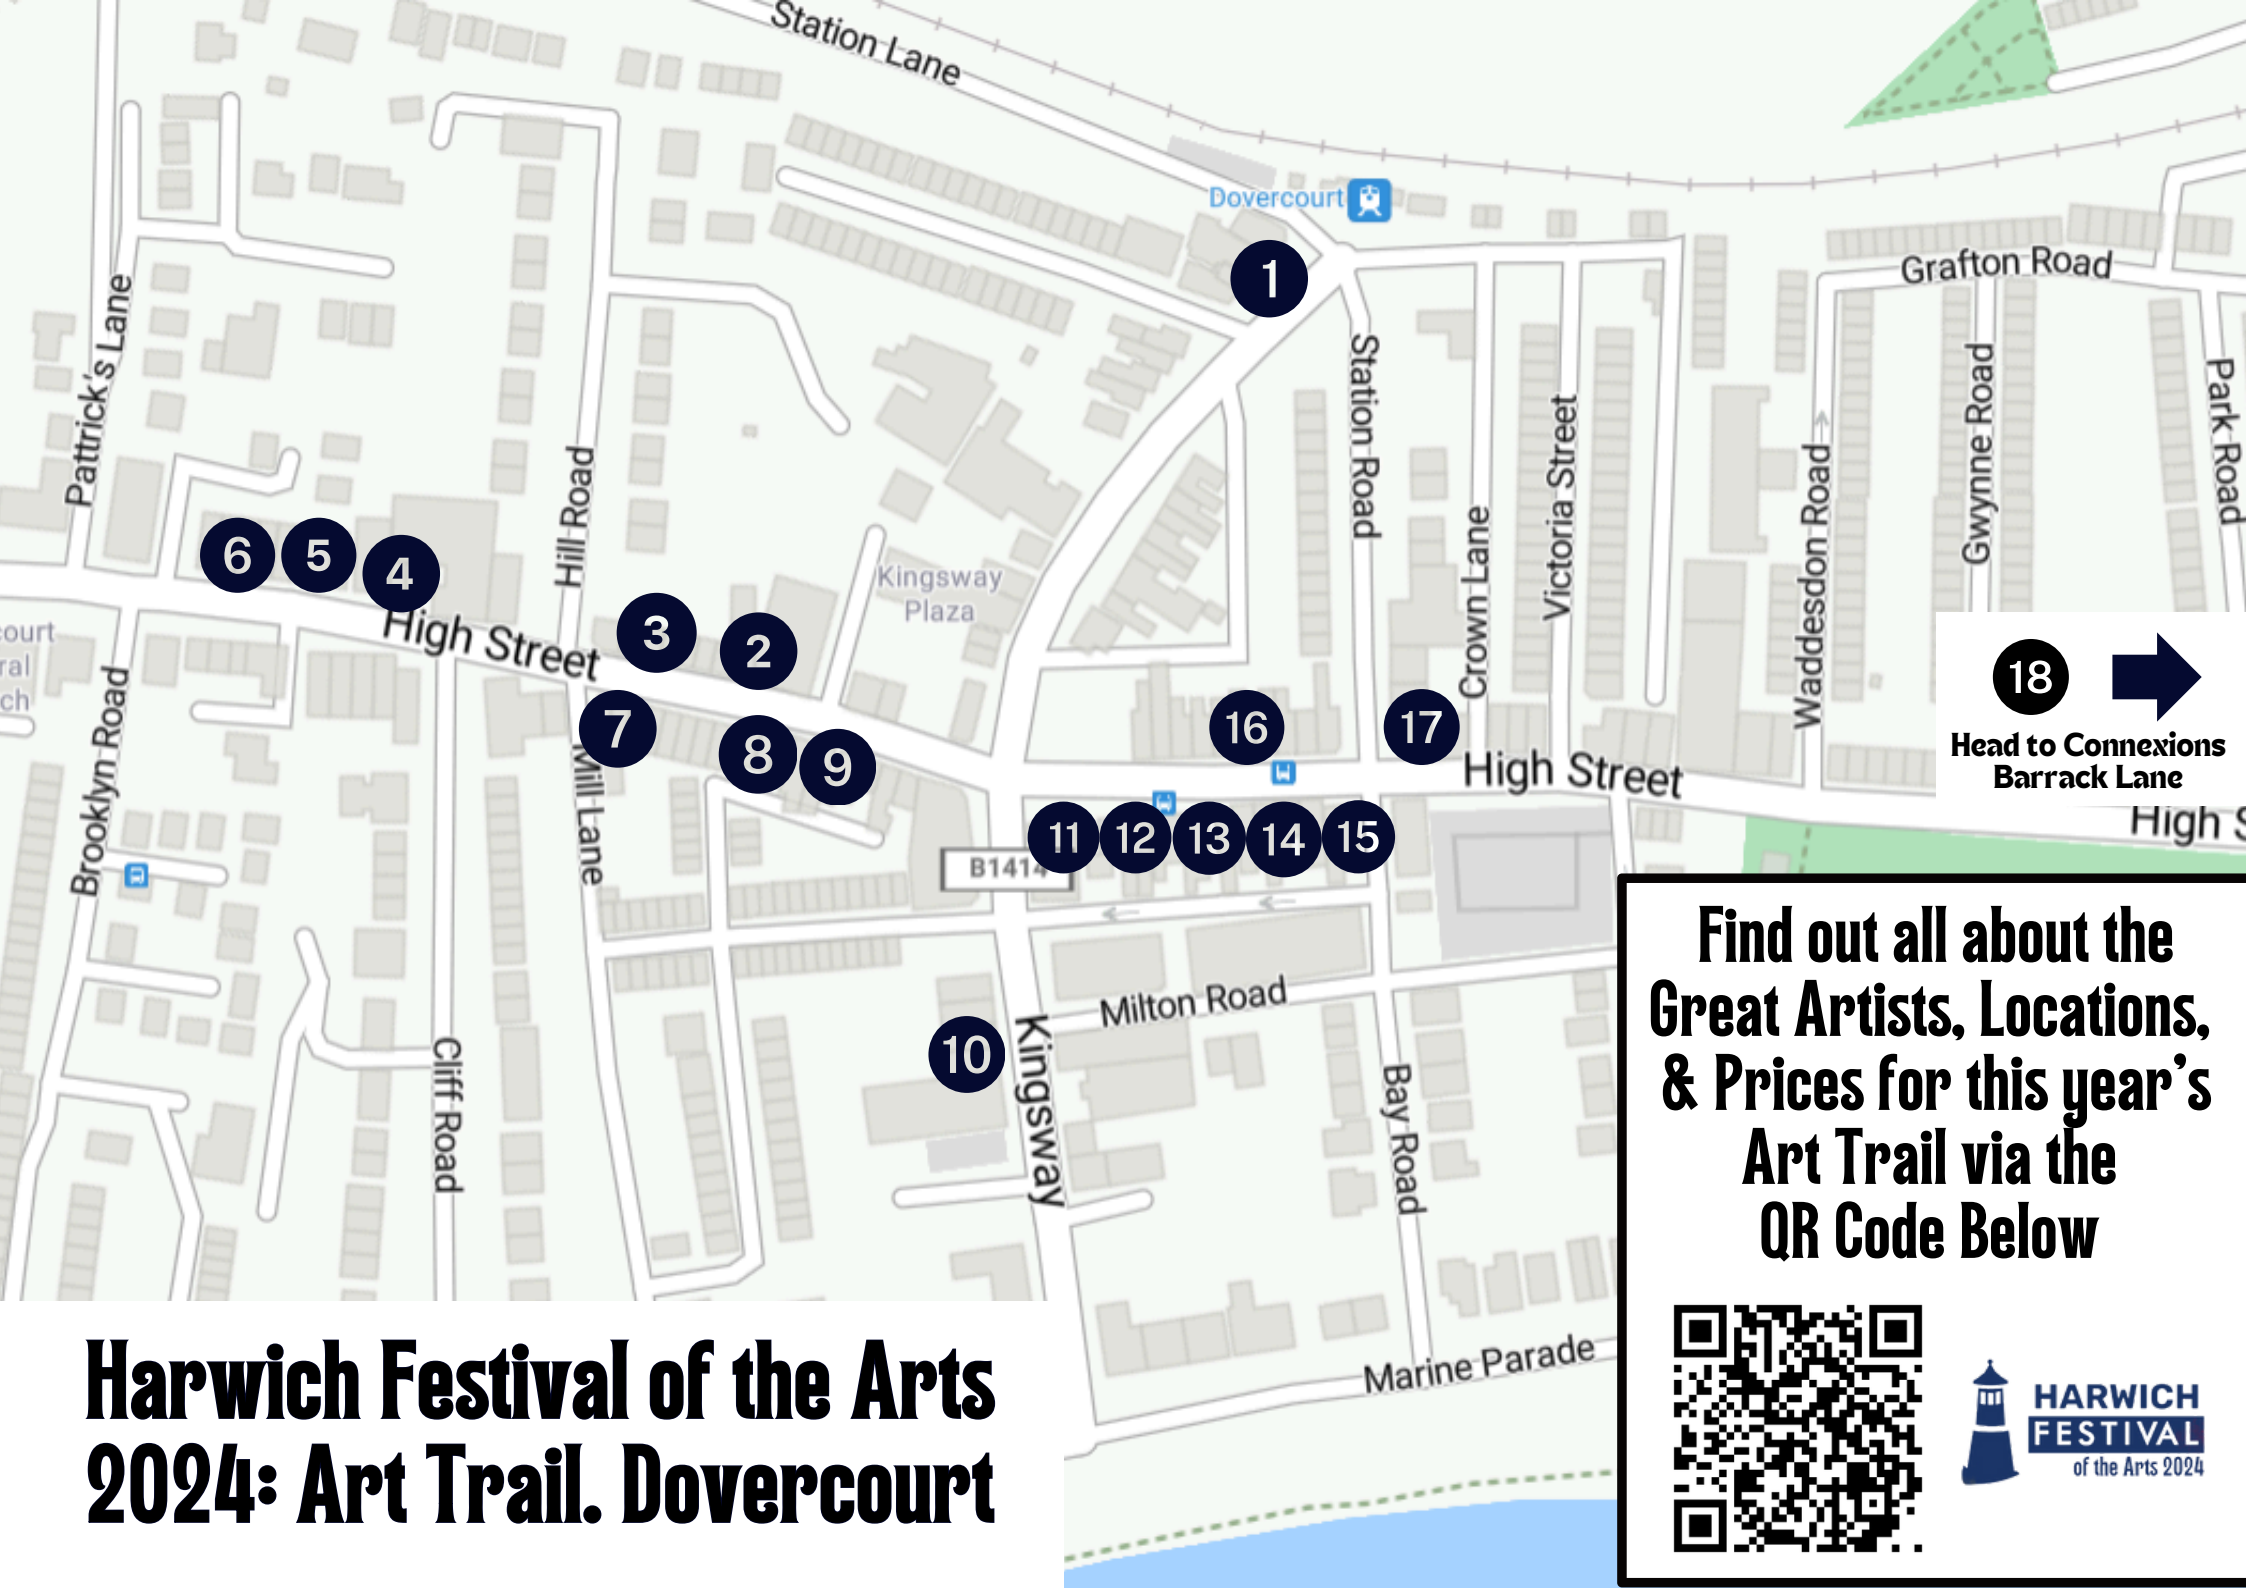 Station Lane
Dovercourt
1
Grafton Road
Pattrick's Lane
Hill Road
Station Road
Crown Lane
Victoria Street
Waddesdon Road
Gwynne Road
Park Road
6
5
4
High Street
3
2
Kingsway
Plaza
court
ral
ch
7
8
9
16
17
High Street
18
Head to Connexions
Barrack Lane
High S
Brooklyn Road
Mill Lane
B1414
11
12
13
14
15
Milton Road
10
Kingsway
Cliff Road
Bay Road
Marine Parade
Find out all about the
Great Artists, Locations,
& Prices for this year's
Art Trail via the
QR Code Below
HARWICH
FESTIVAL
of the Arts 2024
Harwich Festival of the Arts
2024: Art Trail. Dovercourt